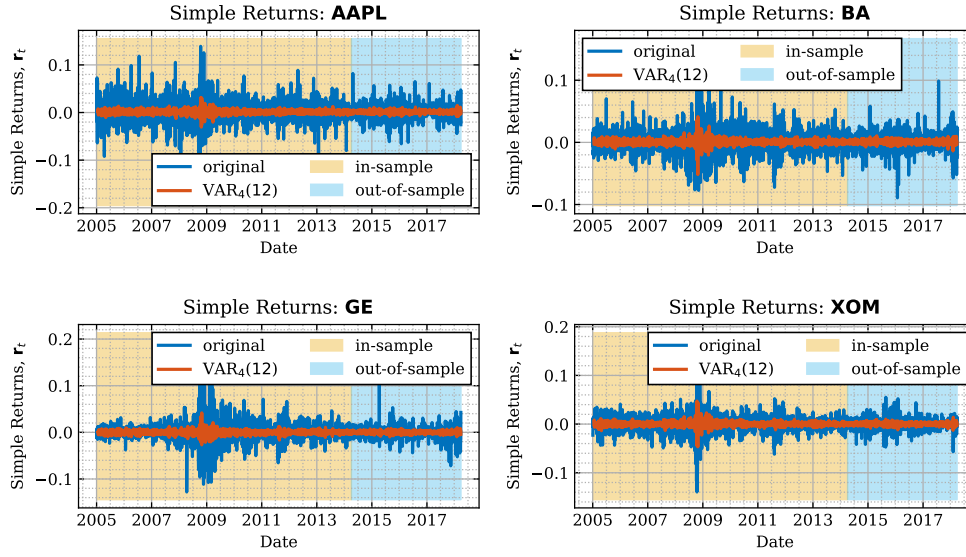 Simple Returns: AAPL
Simple Returns, r_t
0.1
0.0
−0.1
−0.2
original
in-sample
VAR₄(12)
out-of-sample
2005 2007 2009 2011 2013 2015 2017
Date
Simple Returns: BA
Simple Returns, r_t
0.1
0.0
−0.1
original
in-sample
VAR₄(12)
out-of-sample
2005 2007 2009 2011 2013 2015 2017
Date
Simple Returns: GE
Simple Returns, r_t
0.2
0.1
0.0
−0.1
original
in-sample
VAR₄(12)
out-of-sample
2005 2007 2009 2011 2013 2015 2017
Date
Simple Returns: XOM
Simple Returns, r_t
0.2
0.1
0.0
−0.1
original
in-sample
VAR₄(12)
out-of-sample
2005 2007 2009 2011 2013 2015 2017
Date